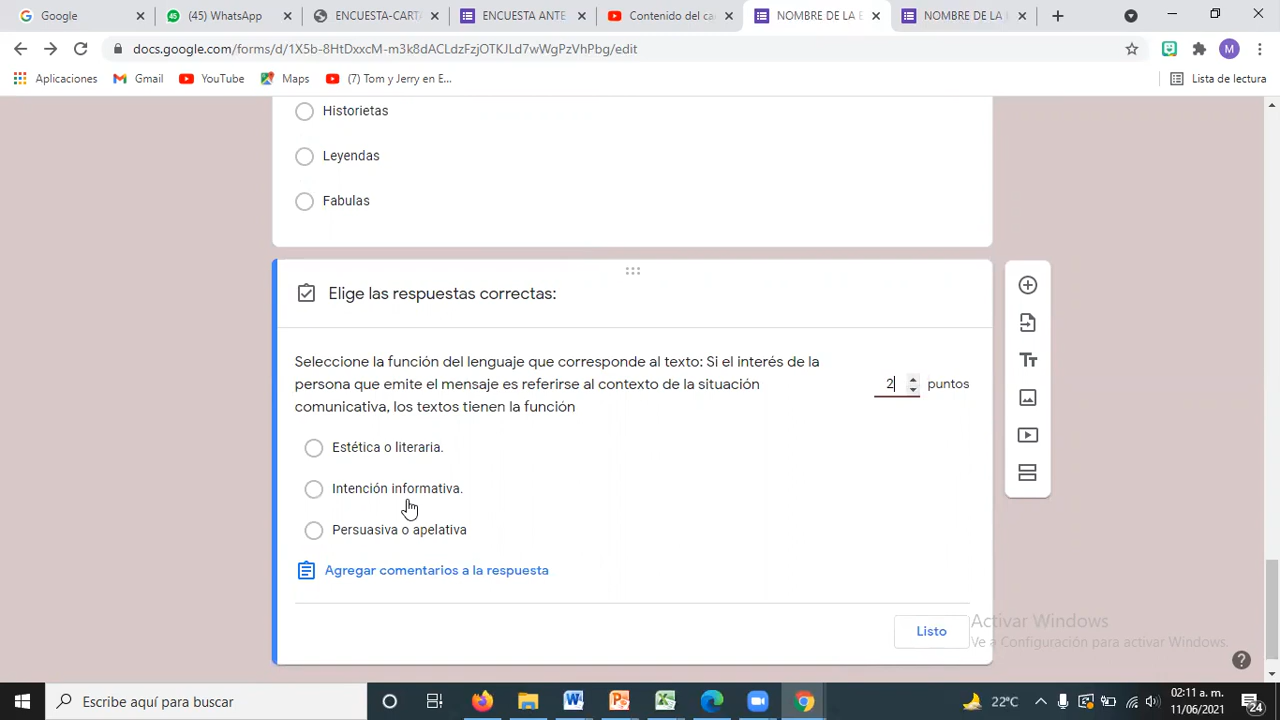 Google
(45) WhatsApp
ENCUESTA-CARTA
ENCUESTA ANTE
Contenido del ca
NOMBRE DE LA E
NOMBRE DE LA
M
docs.google.com/forms/d/1X5b-8HtDxxcM-m3k8dACLdzFzjOTKJLd7wWgPzVhPbg/edit
Aplicaciones
Gmail
YouTube
Maps
(7) Tom y Jerry en E...
Lista de lectura
Historietas
Leyendas
Fabulas
Elige las respuestas correctas:
Seleccione la función del lenguaje que corresponde al texto: Si el interés de la
persona que emite el mensaje es referirse al contexto de la situación
comunicativa, los textos tienen la función
2 puntos
Estética o literaria.
Intención informativa.
Persuasiva o apelativa
Agregar comentarios a la respuesta
Listo
Activar Windows
Ve a Configuración para activar Windows.
Escribe aquí para buscar
22°C
02:11 a. m.
11/06/2021
24